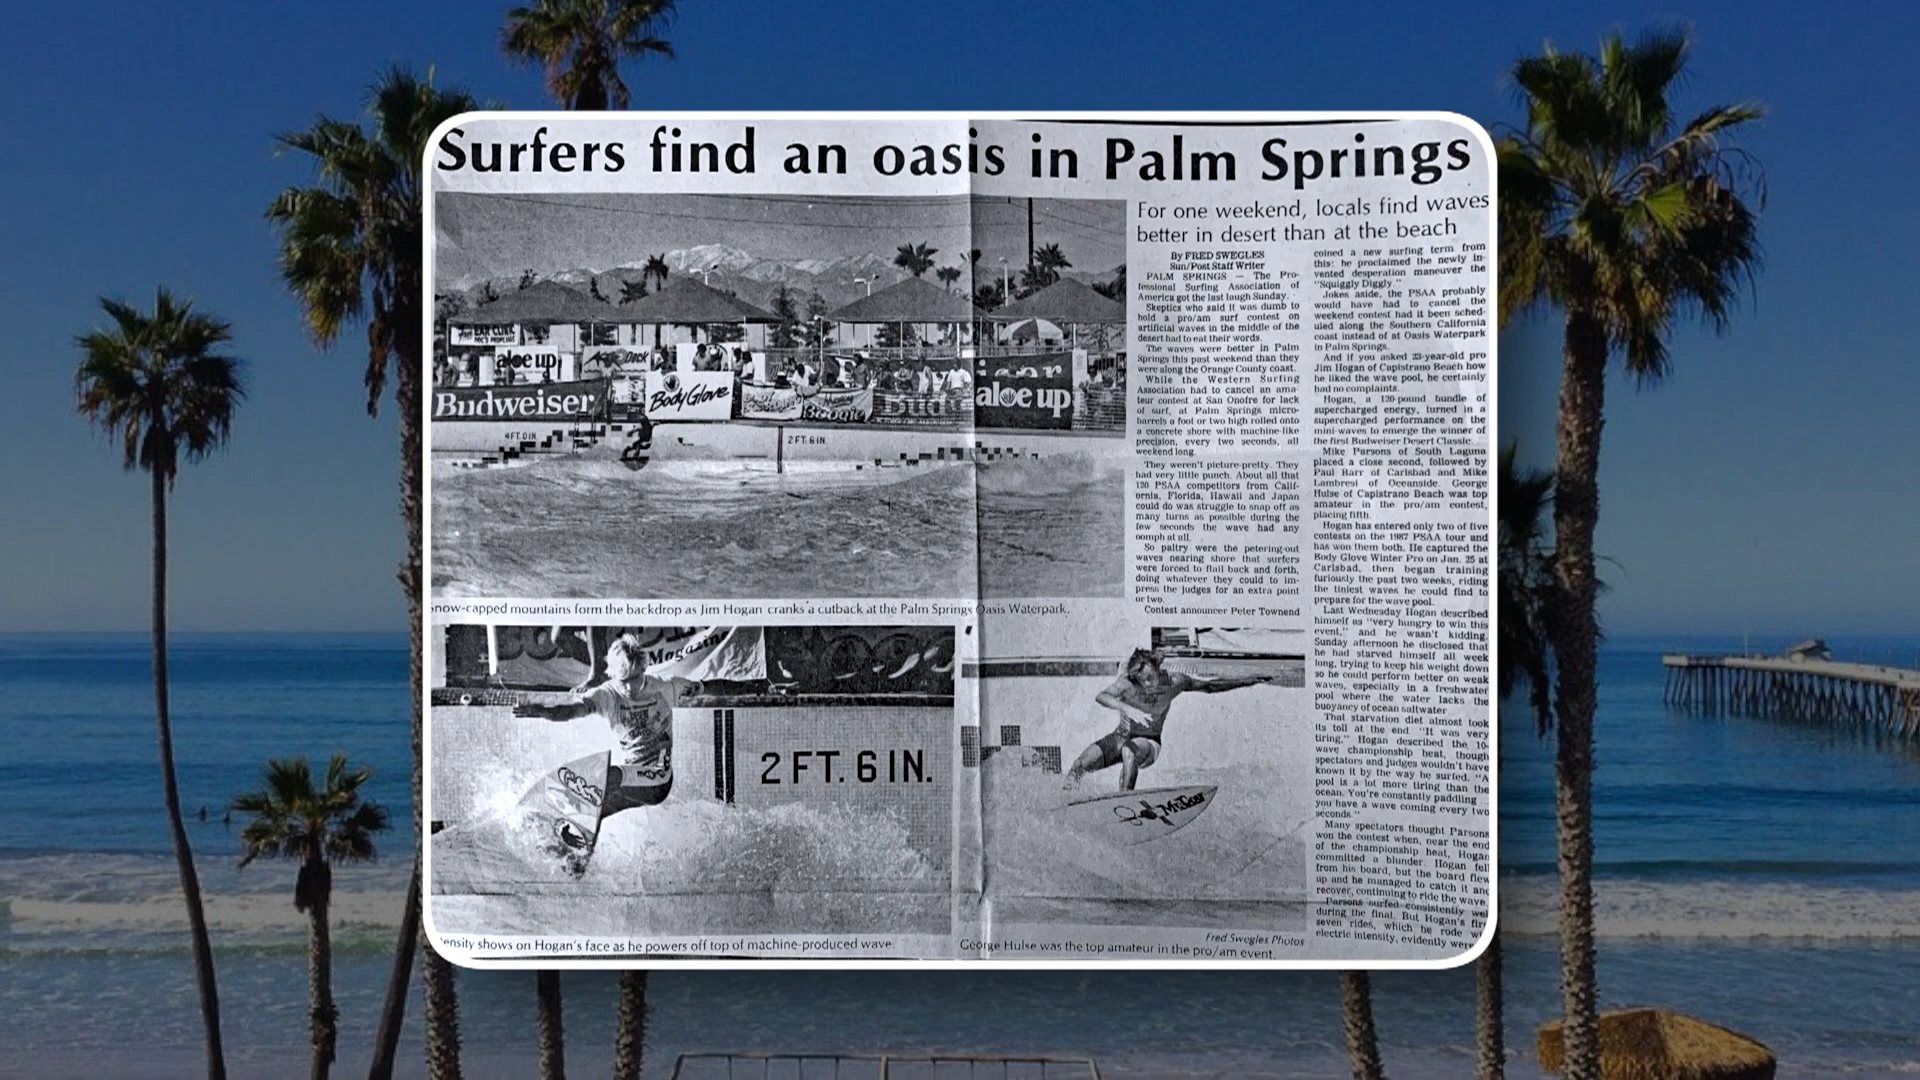 Surfers find an oasis in Palm Springs
For one weekend, locals find waves
better in desert than at the beach
By FRED SWEGLES
Sun/Post Staff Writer
PALM SPRINGS — The Pro-
fessional Surfing Association of
America got the last laugh Sunday.
Skeptics who said it was dumb to
hold a pro/am surf contest on
artificial waves in the middle of the
desert had to eat their words.
The waves were better in Palm
Springs this past weekend than they
were along the Orange County coast.
While the Western Surfing
Association had to cancel an ama-
teur contest at San Onofre for lack
of surf, at Palm Springs micro-
barrels a foot or two high rolled onto
a concrete shore with machine-like
precision, every two seconds, all
weekend long.
They weren't picture-pretty. They
had very little punch. About all that
120 PSAA competitors from Calif-
ornia, Florida, Hawaii and Japan
could do was struggle to snap off as
many turns as possible during the
few seconds the wave had any
oomph at all.
So paltry were the petering-out
waves nearing shore that surfers
were forced to flail back and forth,
doing whatever they could to im-
press the judges for an extra point
or two.
Contest announcer Peter Townend
coined a new surfing term from
this: he proclaimed the newly in-
vented desperation maneuver the
"Squiggly Diggly."
Jokes aside, the PSAA probably
would have had to cancel the
weekend contest had it been sched-
uled along the Southern California
coast instead of at Oasis Waterpark
in Palm Springs.
And if you asked 23-year-old pro
Jim Hogan of Capistrano Beach how
he liked the wave pool, he certainly
had no complaints.
Hogan, a 130-pound bundle of
supercharged energy, turned in a
supercharged performance on the
mini-waves to emerge the winner of
the first Budweiser Desert Classic.
Mike Parsons of South Laguna
placed a close second, followed by
Paul Barr of Carlsbad and Mike
Lambresi of Oceanside. George
Hulse of Capistrano Beach was top
amateur in the pro/am contest,
placing fifth.
Hogan has entered only two of five
contests on the 1987 PSAA tour and
has won them both. He captured the
Body Glove Winter Pro on Jan. 25 at
Carlsbad, then began training
furiously the past two weeks, riding
the tiniest waves he could find to
prepare for the wave pool.
Last Wednesday Hogan described
himself as "very hungry to win this
event," and he wasn't kidding.
Sunday afternoon he disclosed that
he had starved himself all week
long, trying to keep his weight down
so he could perform better on weak
waves, especially in a freshwater
pool where the water lacks the
buoyancy of ocean saltwater.
That starvation diet almost took
its toll at the end. "It was very
tiring," Hogan described the 10-
wave championship heat, though
spectators and judges wouldn't have
known it by the way he surfed. "A
pool is a lot more tiring than the
ocean. You're constantly paddling ...
you have a wave coming every two
seconds."
Many spectators thought Parsons
won the contest when, near the end
of the championship heat, Hogan
committed a blunder. Hogan fell
from his board, but the board flew
up and he managed to catch it and
recover, continuing to ride the wave.
Parsons surfed consistently well
during the final. But Hogan's first
seven rides, which he rode
electric intensity, evidently were
aloe up
Budweiser
Body Glove
Boogie
Bud
aloe up
4 FT. 0 IN.
2 FT. 6 IN.
now-capped mountains form the backdrop as Jim Hogan cranks a cutback at the Palm Springs Oasis Waterpark.
Magazine
2 FT. 6 IN.
ensity shows on Hogan's face as he powers off top of machine-produced wave.
Fred Swegles Photos
George Hulse was the top amateur in the pro/am event.